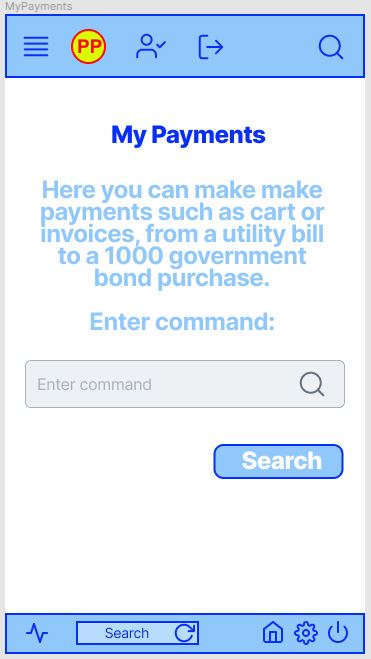 MyPayments
PP
My Payments
Here you can make make
payments such as cart or
invoices, from a utility bill
to a 1000 government
bond purchase.
Enter command:
Enter command
Search
Search